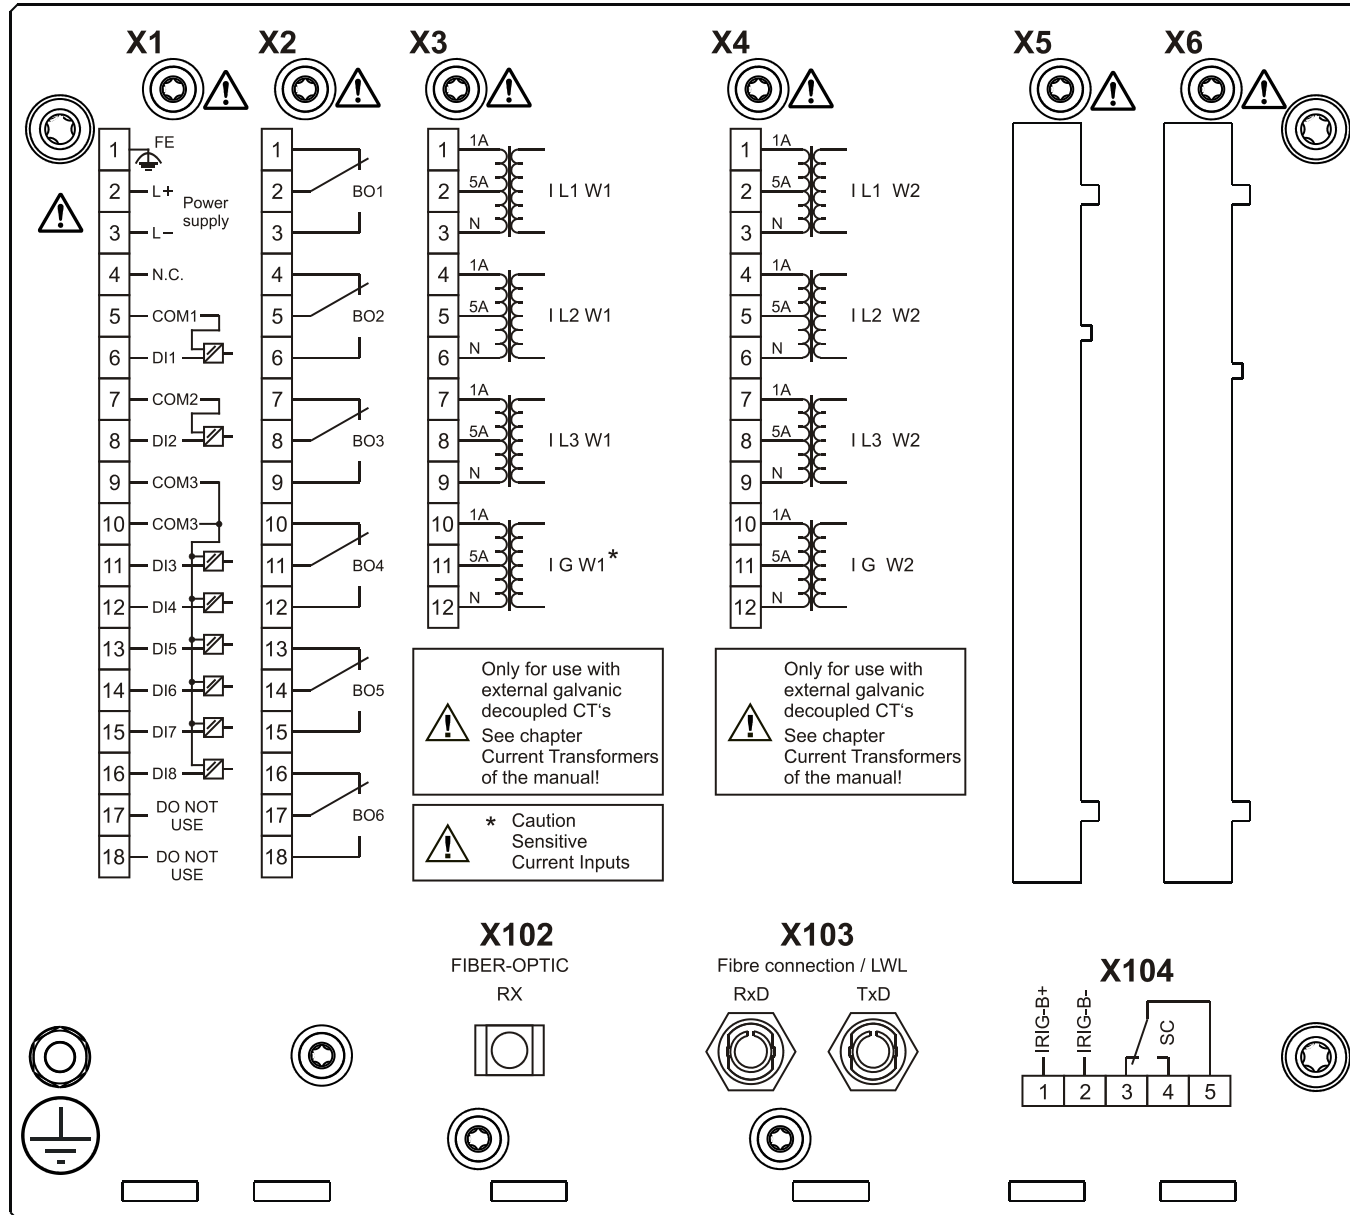 X1
X2
X3
X4
X5
X6
1
FE
2
L+
Power
supply
3
L−
4
N.C.
5
COM1
6
DI1
7
COM2
8
DI2
9
COM3
10
COM3
11
DI3
12
DI4
13
DI5
14
DI6
15
DI7
16
DI8
17
DO NOT
USE
18
DO NOT
USE
1
2
BO1
3
4
5
BO2
6
7
8
BO3
9
10
11
BO4
12
13
14
BO5
15
16
17
BO6
18
1
1A
2
5A
I L1 W1
3
N
4
1A
5
5A
I L2 W1
6
N
7
1A
8
5A
I L3 W1
9
N
10
1A
11
5A
I G W1*
12
N
Only for use with
external galvanic
decoupled CT‘s
See chapter
Current Transformers
of the manual!
* Caution
Sensitive
Current Inputs
1
1A
2
5A
I L1 W2
3
N
4
1A
5
5A
I L2 W2
6
N
7
1A
8
5A
I L3 W2
9
N
10
1A
11
5A
I G W2
12
N
Only for use with
external galvanic
decoupled CT‘s
See chapter
Current Transformers
of the manual!
X102
FIBER-OPTIC
RX
X103
Fibre connection / LWL
RxD
TxD
X104
IRIG-B+
IRIG-B-
SC
1
2
3
4
5